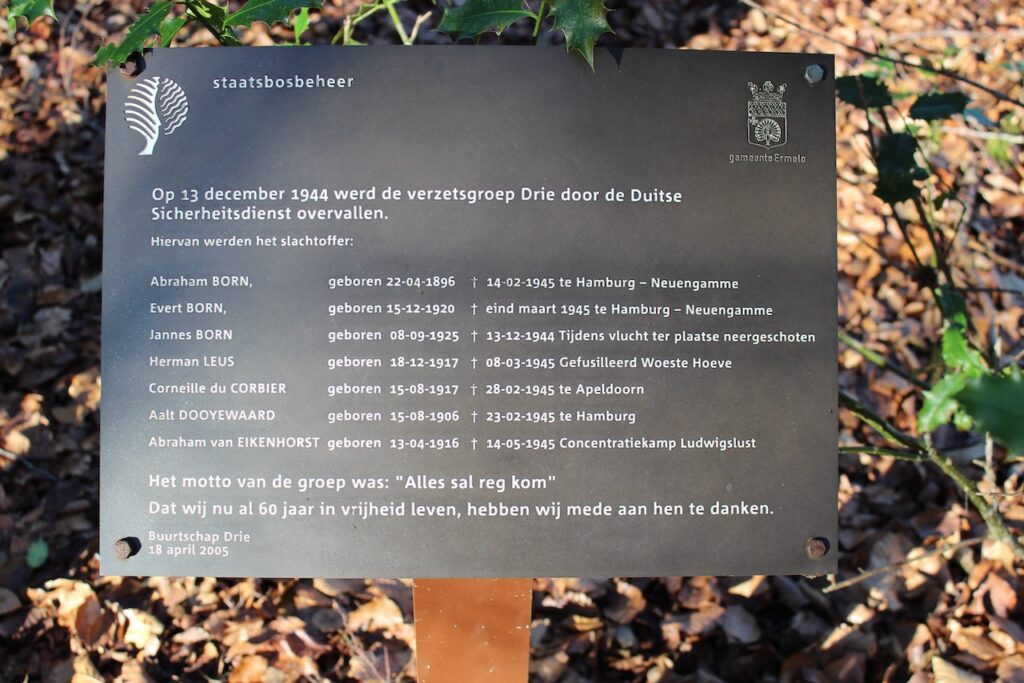 staatsbosbeheer
gemeente Ermelo
Op 13 december 1944 werd de verzetsgroep Drie door de Duitse
Sicherheitsdienst overvallen.
Hiervan werden het slachtoffer:
Abraham BORN, geboren 22-04-1896 † 14-02-1945 te Hamburg – Neuengamme
Evert BORN, geboren 15-12-1920 † eind maart 1945 te Hamburg – Neuengamme
Jannes BORN geboren 08-09-1925 † 13-12-1944 Tijdens vlucht ter plaatse neergeschoten
Herman LEUS geboren 18-12-1917 † 08-03-1945 Gefusilleerd Woeste Hoeve
Corneille du CORBIER geboren 15-08-1917 † 28-02-1945 te Apeldoorn
Aalt DOOYEWAARD geboren 15-08-1906 † 23-02-1945 te Hamburg
Abraham van EIKENHORST geboren 13-04-1916 † 14-05-1945 Concentratiekamp Ludwigslust
Het motto van de groep was: "Alles sal reg kom"
Dat wij nu al 60 jaar in vrijheid leven, hebben wij mede aan hen te danken.
Buurtschap Drie
18 april 2005